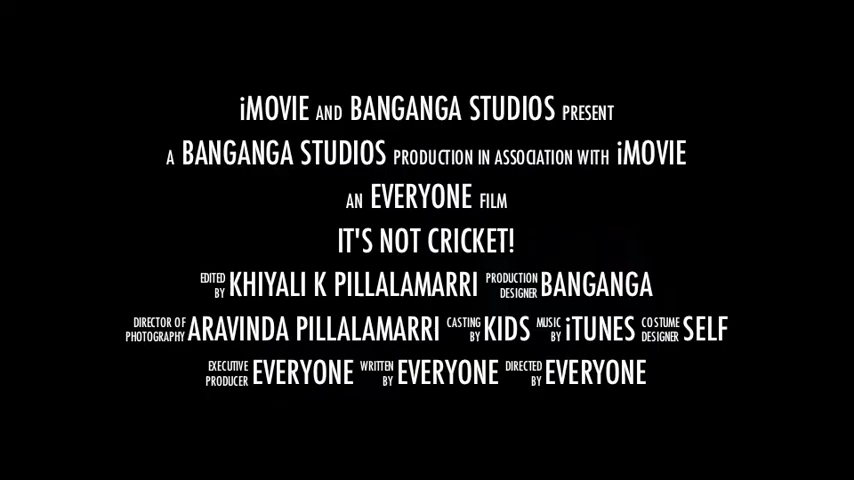 iMOVIE AND BANGANGA STUDIOS PRESENT
A BANGANGA STUDIOS PRODUCTION IN ASSOCIATION WITH iMOVIE
AN EVERYONE FILM
IT'S NOT CRICKET!
EDITED BY KHIYALI K PILLALAMARRI PRODUCTION DESIGNER BANGANGA
DIRECTOR OF PHOTOGRAPHY ARAVINDA PILLALAMARRI CASTING BY KIDS MUSIC BY iTUNES COSTUME DESIGNER SELF
EXECUTIVE PRODUCER EVERYONE WRITTEN BY EVERYONE DIRECTED BY EVERYONE